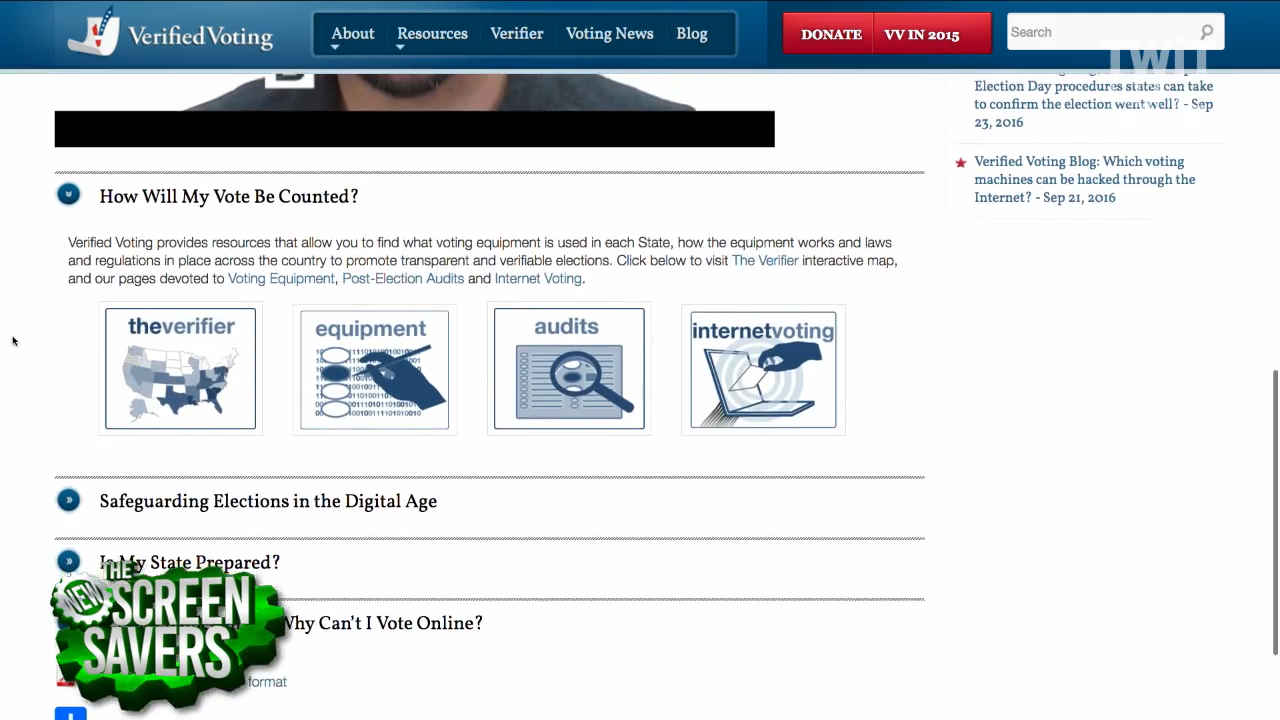 VerifiedVoting
About
Resources
Verifier
Voting News
Blog
DONATE
VV IN 2015
Search
TWiT
Election Day procedures states can take
to confirm the election went well? - Sep
23, 2016
Verified Voting Blog: Which voting
machines can be hacked through the
Internet? - Sep 21, 2016
How Will My Vote Be Counted?
Verified Voting provides resources that allow you to find what voting equipment is used in each State, how the equipment works and laws
and regulations in place across the country to promote transparent and verifiable elections. Click below to visit The Verifier interactive map,
and our pages devoted to Voting Equipment, Post-Election Audits and Internet Voting.
theverifier
equipment
audits
internetvoting
Safeguarding Elections in the Digital Age
Is My State Prepared?
Why Can't I Vote Online?
format
THE
NEW
SCREEN
SAVERS